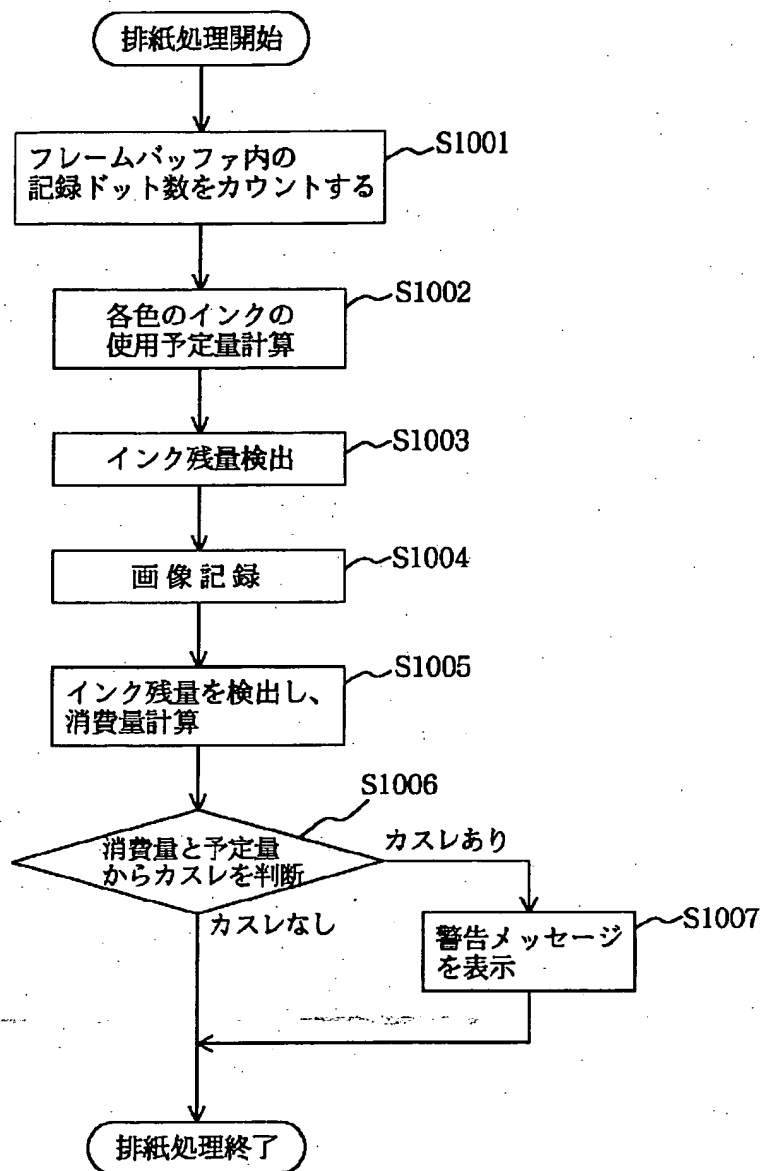 排紙処理開始
フレームバッファ内の
記録ドット数をカウントする
S1001
各色のインクの
使用予定量計算
S1002
インク残量検出
S1003
画像記録
S1004
インク残量を検出し、
消費量計算
S1005
S1006
消費量と予定量
からカスレを判断
カスレあり
カスレなし
警告メッセージ
を表示
S1007
排紙処理終了